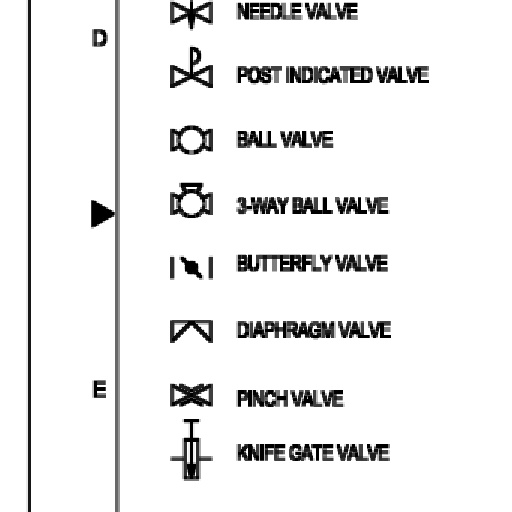 NEEDLE VALVE
D
POST INDICATED VALVE
BALL VALVE
3-WAY BALL VALVE
BUTTERFLY VALVE
DIAPHRAGM VALVE
E
PINCH VALVE
KNIFE GATE VALVE